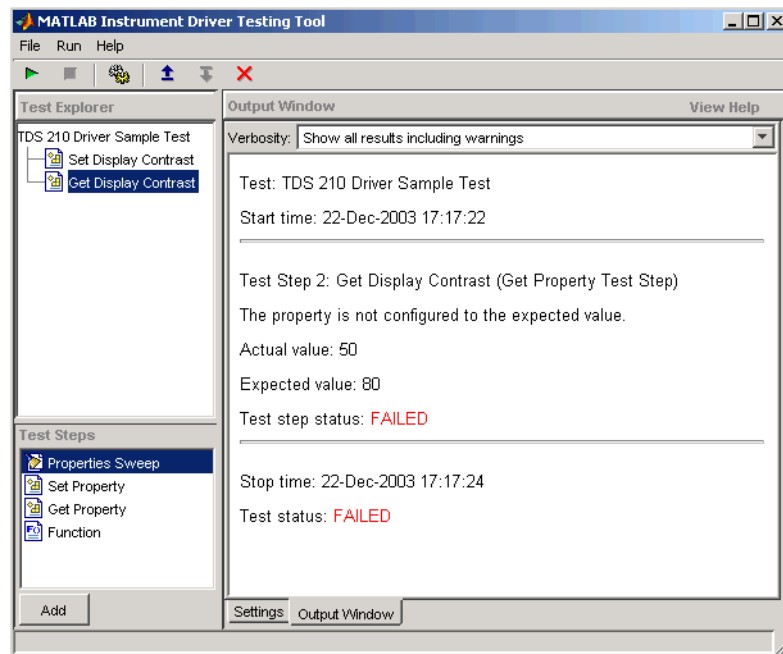 MATLAB Instrument Driver Testing Tool
File Run Help
Test Explorer
TDS 210 Driver Sample Test
Set Display Contrast
Get Display Contrast
Test Steps
Properties Sweep
Set Property
Get Property
Function
Add
Output Window View Help
Verbosity: Show all results including warnings
Test: TDS 210 Driver Sample Test
Start time: 22-Dec-2003 17:17:22
Test Step 2: Get Display Contrast (Get Property Test Step)
The property is not configured to the expected value.
Actual value: 50
Expected value: 80
Test step status: FAILED
Stop time: 22-Dec-2003 17:17:24
Test status: FAILED
Settings Output Window